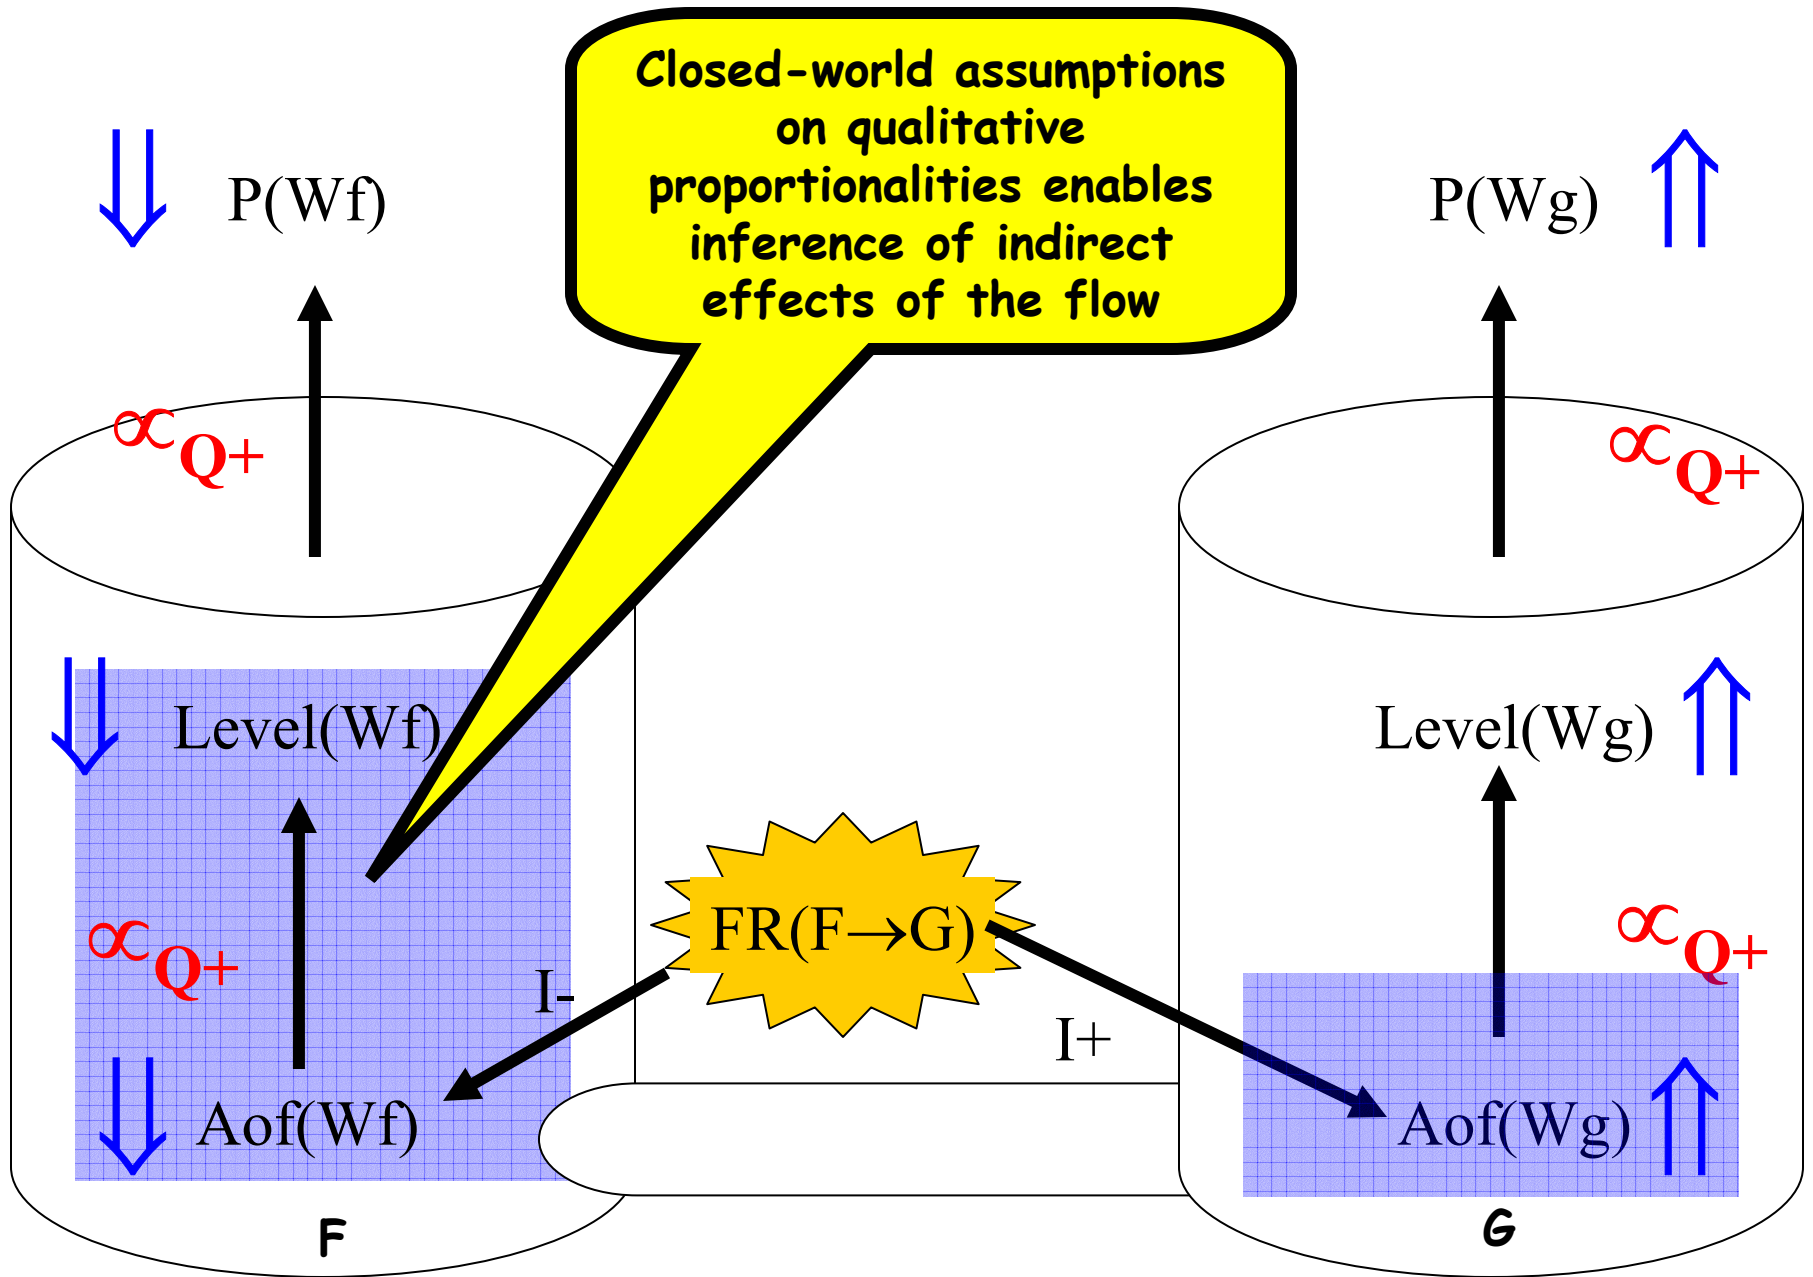 Closed-world assumptions
on qualitative
proportionalities enables
inference of indirect
effects of the flow
⇓ P(Wf)
P(Wg) ⇑
∝Q+
∝Q+
⇓ Level(Wf)
Level(Wg) ⇑
∝Q+
FR(F→G)
∝Q+
I-
I+
⇓ Aof(Wf)
Aof(Wg) ⇑
F
G